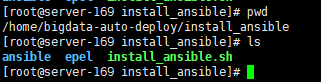 [root@server-169 install_ansible]# pwd
/home/bigdata-auto-deploy/install_ansible
[root@server-169 install_ansible]# ls
ansible epel install_ansible.sh
[root@server-169 install_ansible]#